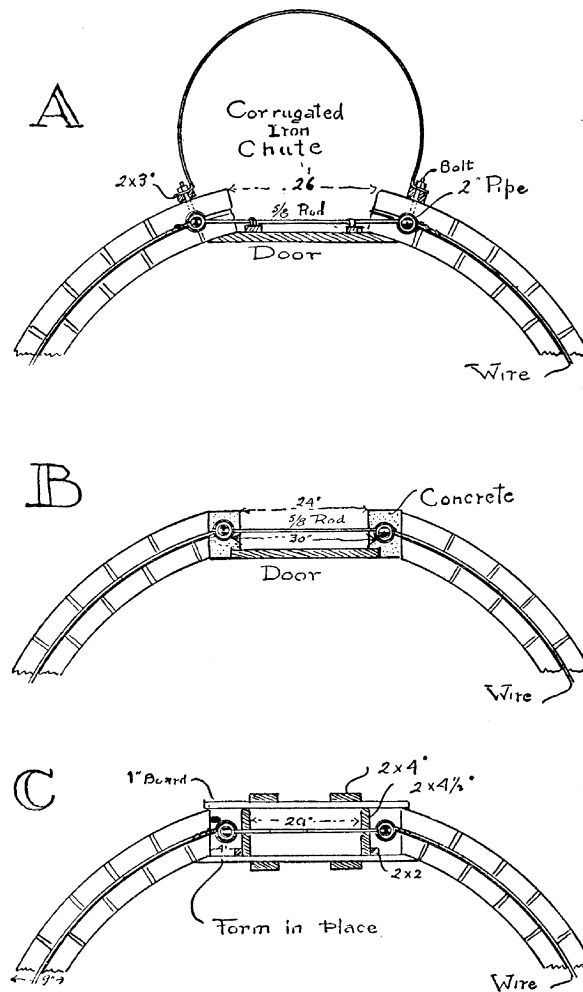 A
Corrugated
Iron
Chute
2x3"
26
Bolt
2" Pipe
5/8 Rod
Door
Wire
B
24"
Concrete
5/8 Rod
30"
Door
Wire
C
1" Board
2x4"
2x4½"
4"
2x2
Form in Place
9"
Wire